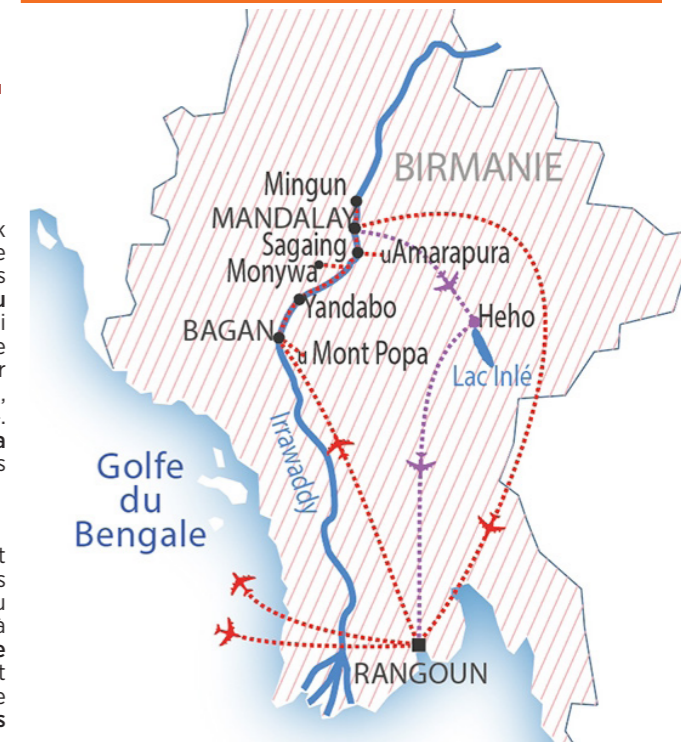 k
e
s
u
i
e
r
,
.
a
s
t
s
u
à
e
t
e
s
BIRMANIE
Mingun
MANDALAY
Sagaing
u Amarapura
Monywa
Yandabo
Heho
BAGAN
u Mont Popa
Lac Inlé
Irrawaddy
Golfe
du
Bengale
RANGOUN